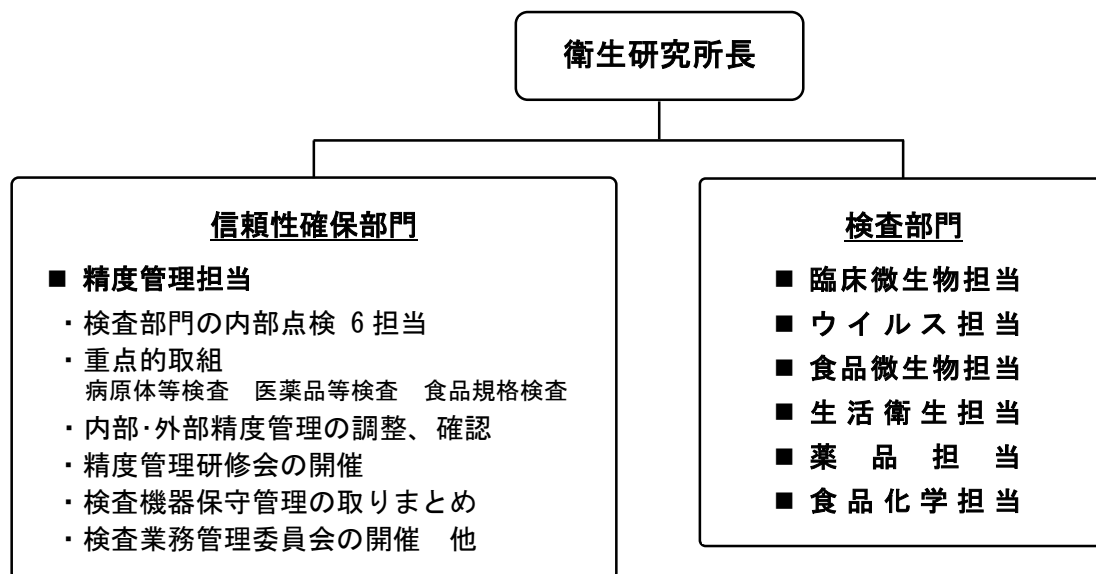 衛生研究所長
信頼性確保部門
■ 精度管理担当
・検査部門の内部点検 6 担当
・重点的取組
病原体等検査　医薬品等検査　食品規格検査
・内部･外部精度管理の調整、確認
・精度管理研修会の開催
・検査機器保守管理の取りまとめ
・検査業務管理委員会の開催　他
検査部門
■ 臨床微生物担当
■ ウイルス担当
■ 食品微生物担当
■ 生活衛生担当
■ 薬　品　担　当
■ 食品化学担当